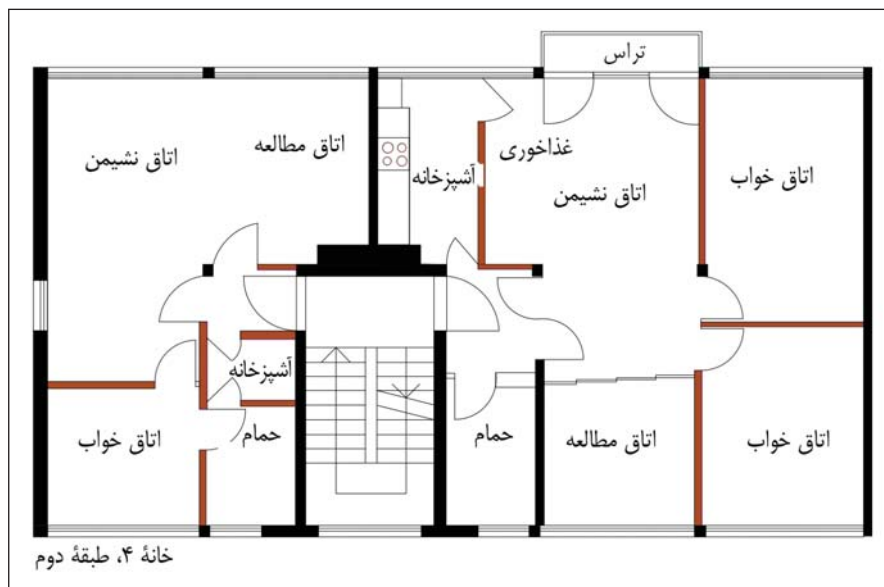 تراس
اتاق مطالعه
اتاق نشیمن
غذاخوری
آشپزخانه
اتاق نشیمن
اتاق خواب
آشپزخانه
حمام
اتاق خواب
حمام
اتاق مطالعه
اتاق خواب
خانهٔ ۴، طبقهٔ دوم